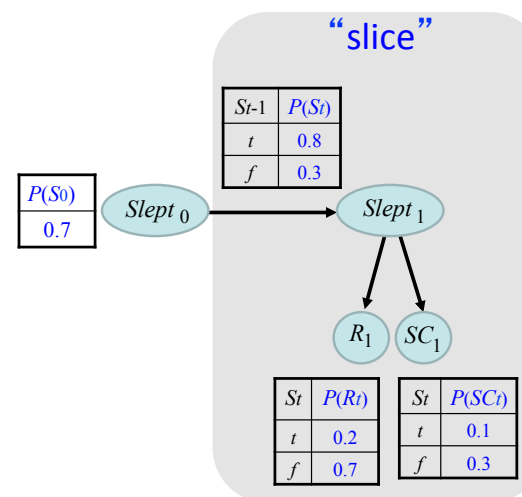 “slice”
St-1 P(St)
t 0.8
f 0.3
P(S0)
0.7
Slept 0
Slept 1
R1 SC1
St P(Rt)
t 0.2
f 0.7
St P(SCt)
t 0.1
f 0.3